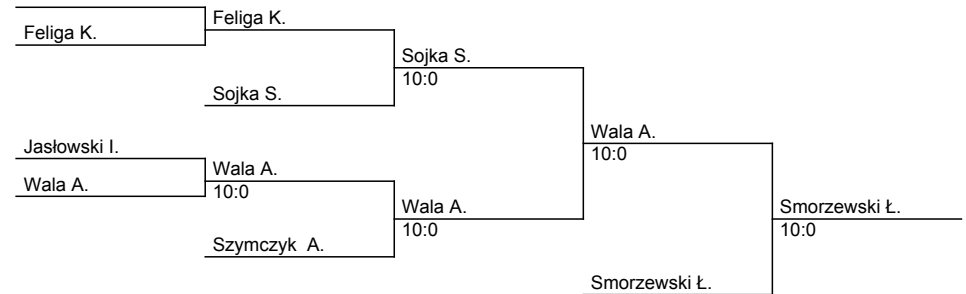 Feliga K.
Feliga K.
Sojka S.
10:0
Sojka S.
Wala A.
10:0
Jasłowski I.
Wala A.
10:0
Wala A.
Wala A.
10:0
Smorzewski Ł.
10:0
Szymczyk  A.
Smorzewski Ł.